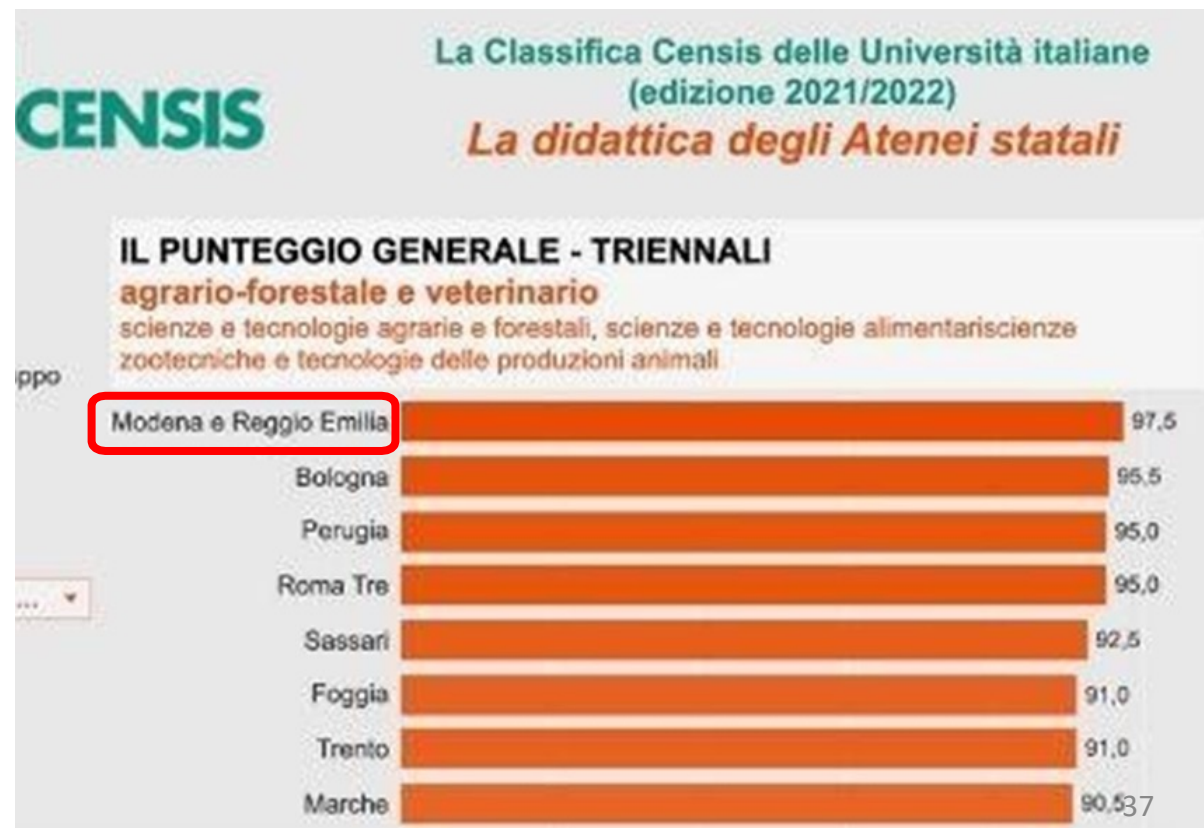 La Classifica Censis delle Università italiane
(edizione 2021/2022)
CENSIS
La didattica degli Atenei statali
IL PUNTEGGIO GENERALE - TRIENNALI
agrario-forestale e veterinario
scienze e tecnologie agrarie e forestali, scienze e tecnologie alimentariscienze
zootecniche e tecnologie delle produzioni animali
ippo
Modena e Reggio Emilia 97,5
Bologna 95,5
Perugia 95,0
Roma Tre 95,0
...
Sassari 92,5
Foggia 91,0
Trento 91,0
Marche 90,5
37